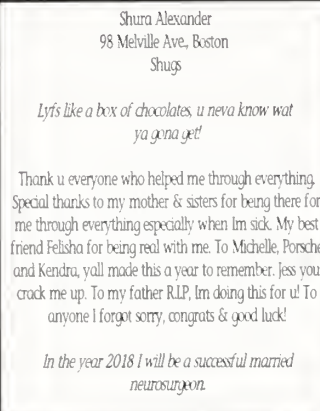 Shura Alexander
98 Melville Ave., Boston
Shugs
Lyfs like a box of chocolates, u neva know wat
ya gona get!
Thank u everyone who helped me through everything.
Special thanks to my mother & sisters for being there for
me through everything especially when Im sick. My best
friend Felisha for being real with me. To Michelle, Porsche
and Kendra, yall made this a year to remember. Jess you
crack me up. To my father R.I.P, Im doing this for u! To
anyone I forgot sorry, congrats & good luck!
In the year 2018 I will be a successful married
neurosurgeon.